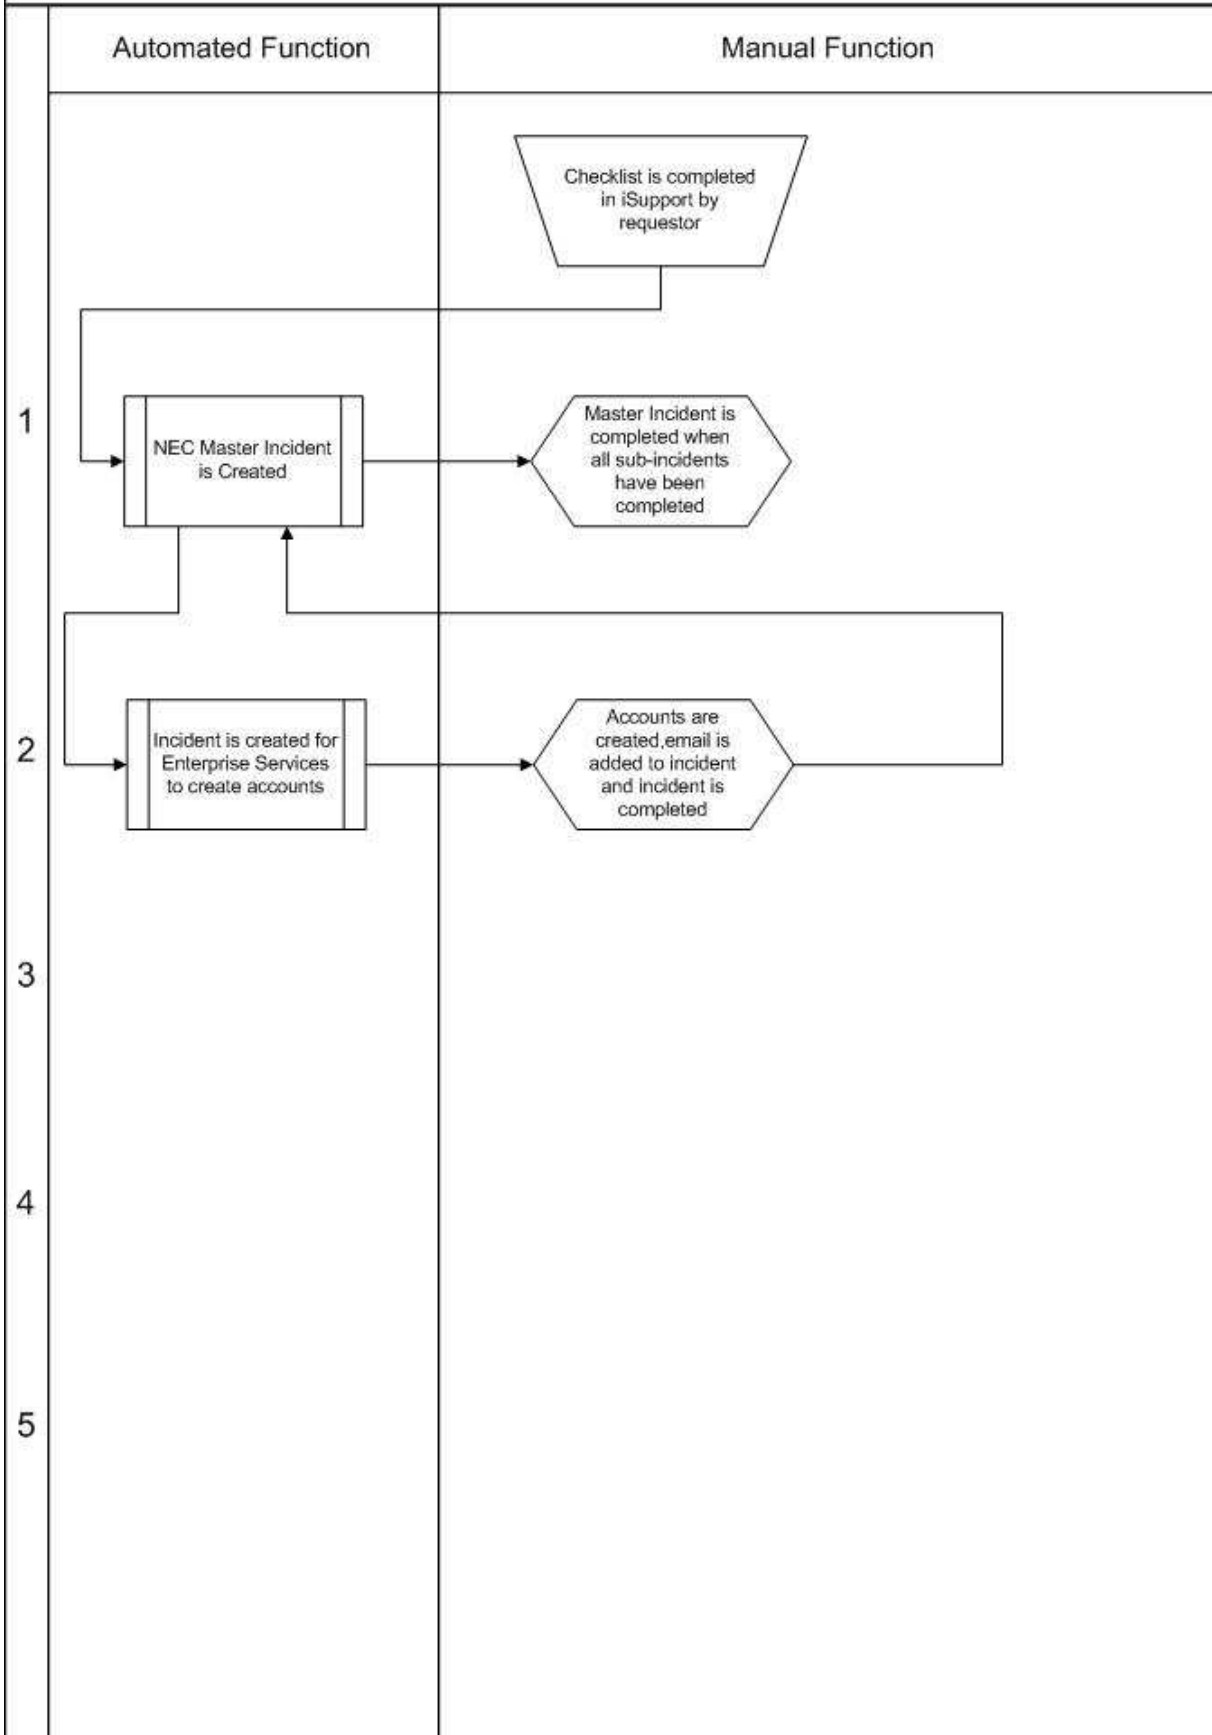 Automated Function
Manual Function
Checklist is completed
in iSupport by
requestor
1
NEC Master Incident
is Created
Master Incident is
completed when
all sub-incidents
have been
completed
2
Incident is created for
Enterprise Services
to create accounts
Accounts are
created,email is
added to incident
and incident is
completed
3
4
5